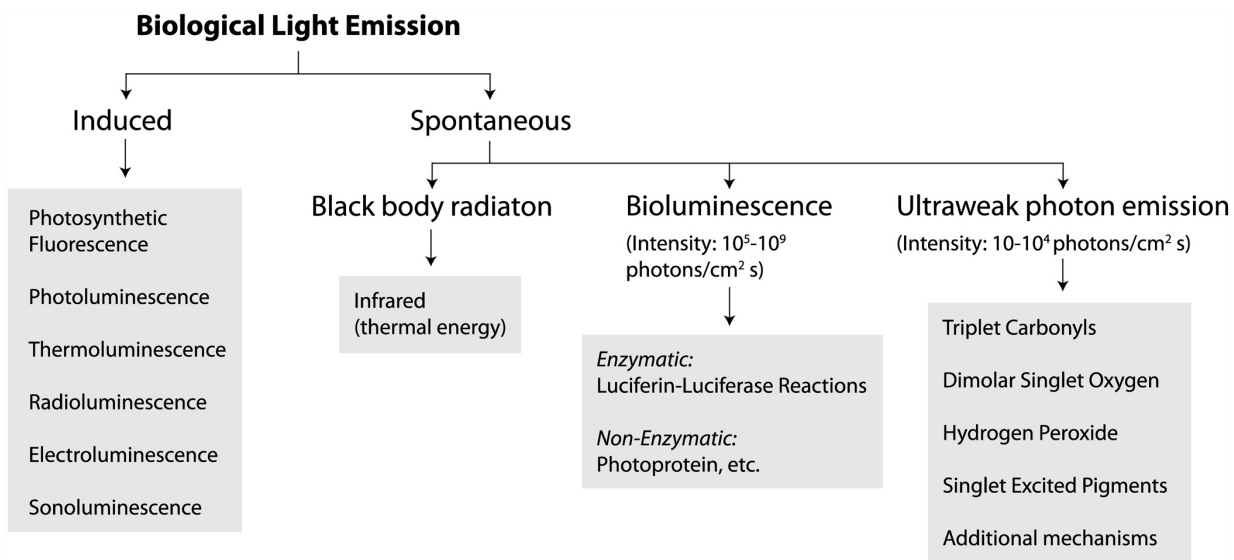 Biological Light Emission
Induced
Spontaneous
Photosynthetic
Fluorescence
Photoluminescence
Thermoluminescence
Radioluminescence
Electroluminescence
Sonoluminescence
Black body radiaton
Infrared
(thermal energy)
Bioluminescence
(Intensity: 10⁵-10⁹
photons/cm² s)
Enzymatic:
Luciferin-Luciferase Reactions
Non-Enzymatic:
Photoprotein, etc.
Ultraweak photon emission
(Intensity: 10-10⁴ photons/cm² s)
Triplet Carbonyls
Dimolar Singlet Oxygen
Hydrogen Peroxide
Singlet Excited Pigments
Additional mechanisms